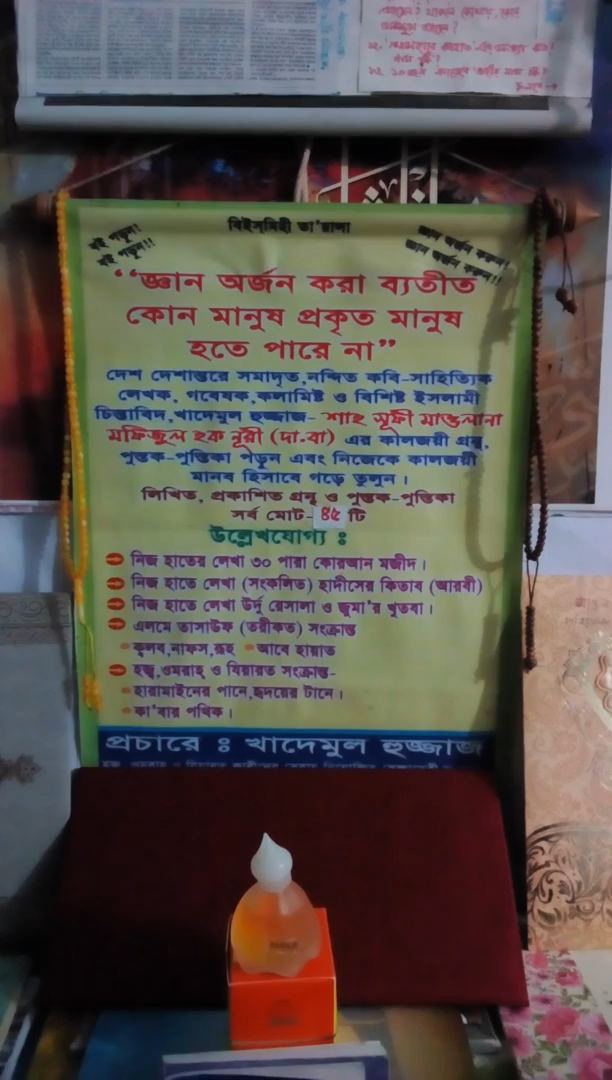 বই পড়ুন!
বই পড়ুন!!
বিইসমিহী তা'য়ালা
জ্ঞান অর্জন করুন!
জ্ঞান অর্জন করুন!!
“জ্ঞান অর্জন করা ব্যতীত
কোন মানুষ প্রকৃত মানুষ
হতে পারে না”
দেশ দেশান্তরে সমাদৃত,নন্দিত কবি-সাহিত্যিক
লেখক, গবেষক,কলামিষ্ট ও বিশিষ্ট ইসলামী
চিন্তাবিদ,খাদেমুল হুজ্জাজ- শাহ সূফী মাওলানা
মফিজুল হক নূরী (দা.বা) এর কালজয়ী গ্রন্থ,
পুস্তক-পুস্তিকা পড়ুন এবং নিজেকে কালজয়ী
মানব হিসাবে গড়ে তুলুন।
লিখিত, প্রকাশিত গ্রন্থ ও পুস্তক-পুস্তিকা
সর্ব মোট- ৪৫ টি
উল্লেখযোগ্য :
নিজ হাতের লেখা ৩০ পারা কোরআন মজীদ।
নিজ হাতে লেখা (সংকলিত) হাদীসের কিতাব (আরবী)
নিজ হাতে লেখা উর্দু রেসালা ও জুমা'র খুতবা।
এলমে তাসাউফ (তরীকত) সংক্রান্ত
কলব,নাফস,রূহ আবে হায়াত
হজ্ব,ওমরাহ্ ও যিয়ারত সংক্রান্ত-
হারামাইনের পানে,হৃদয়ের টানে।
কা'বার পথিক।
প্রচারে : খাদেমুল হুজ্জাজ